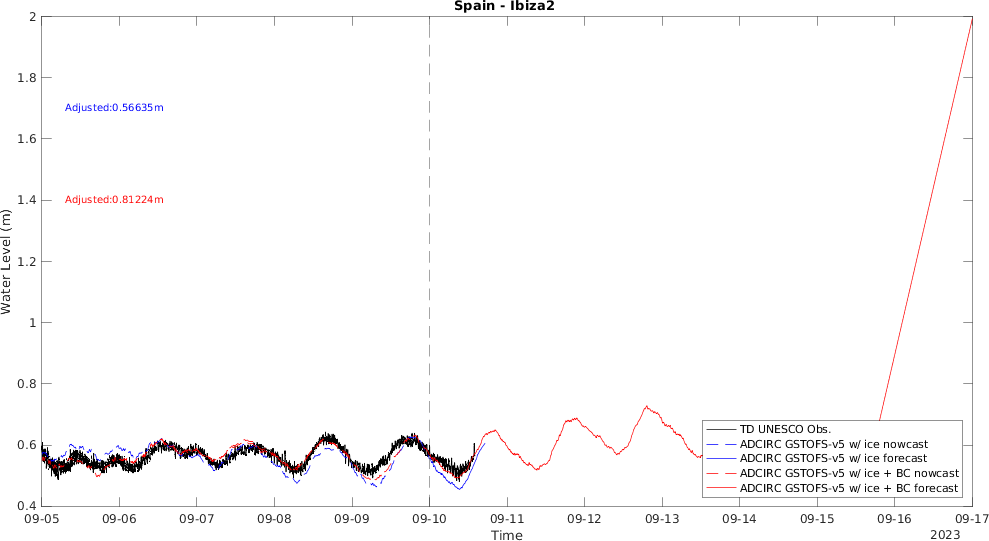 Spain - Ibiza2
2
1.8
1.6
1.4
1.2
1
0.8
0.6
0.4
Water Level (m)
Adjusted:0.56635m
Adjusted:0.81224m
TD UNESCO Obs.
ADCIRC GSTOFS-v5 w/ ice nowcast
ADCIRC GSTOFS-v5 w/ ice forecast
ADCIRC GSTOFS-v5 w/ ice + BC nowcast
ADCIRC GSTOFS-v5 w/ ice + BC forecast
09-05 09-06 09-07 09-08 09-09 09-10 09-11 09-12 09-13 09-14 09-15 09-16 09-17
Time
2023